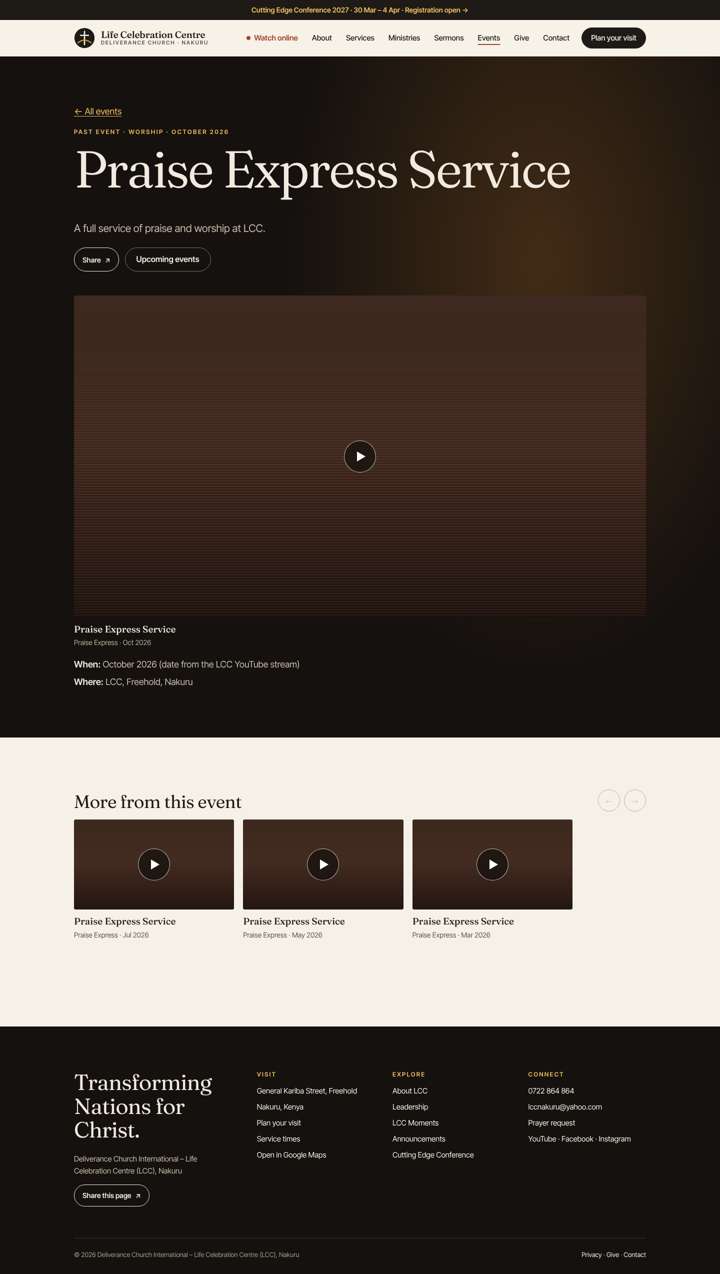 Cutting Edge Conference 2027 · 30 Mar – 4 Apr · Registration open →
Life Celebration Centre
DELIVERANCE CHURCH · NAKURU
Watch online
About
Services
Ministries
Sermons
Events
Give
Contact
Plan your visit
← All events
PAST EVENT · WORSHIP · OCTOBER 2026
Praise Express Service
A full service of praise and worship at LCC.
Share ↗
Upcoming events
Praise Express Service
Praise Express · Oct 2026
When: October 2026 (date from the LCC YouTube stream)
Where: LCC, Freehold, Nakuru
More from this event
← →
Praise Express Service
Praise Express · Jul 2026
Praise Express Service
Praise Express · May 2026
Praise Express Service
Praise Express · Mar 2026
Transforming
Nations for
Christ.
Deliverance Church International – Life
Celebration Centre (LCC), Nakuru
Share this page ↗
VISIT
General Kariba Street, Freehold
Nakuru, Kenya
Plan your visit
Service times
Open in Google Maps
EXPLORE
About LCC
Leadership
LCC Moments
Announcements
Cutting Edge Conference
CONNECT
0722 864 864
lccnakuru@yahoo.com
Prayer request
YouTube · Facebook · Instagram
© 2026 Deliverance Church International – Life Celebration Centre (LCC), Nakuru
Privacy · Give · Contact